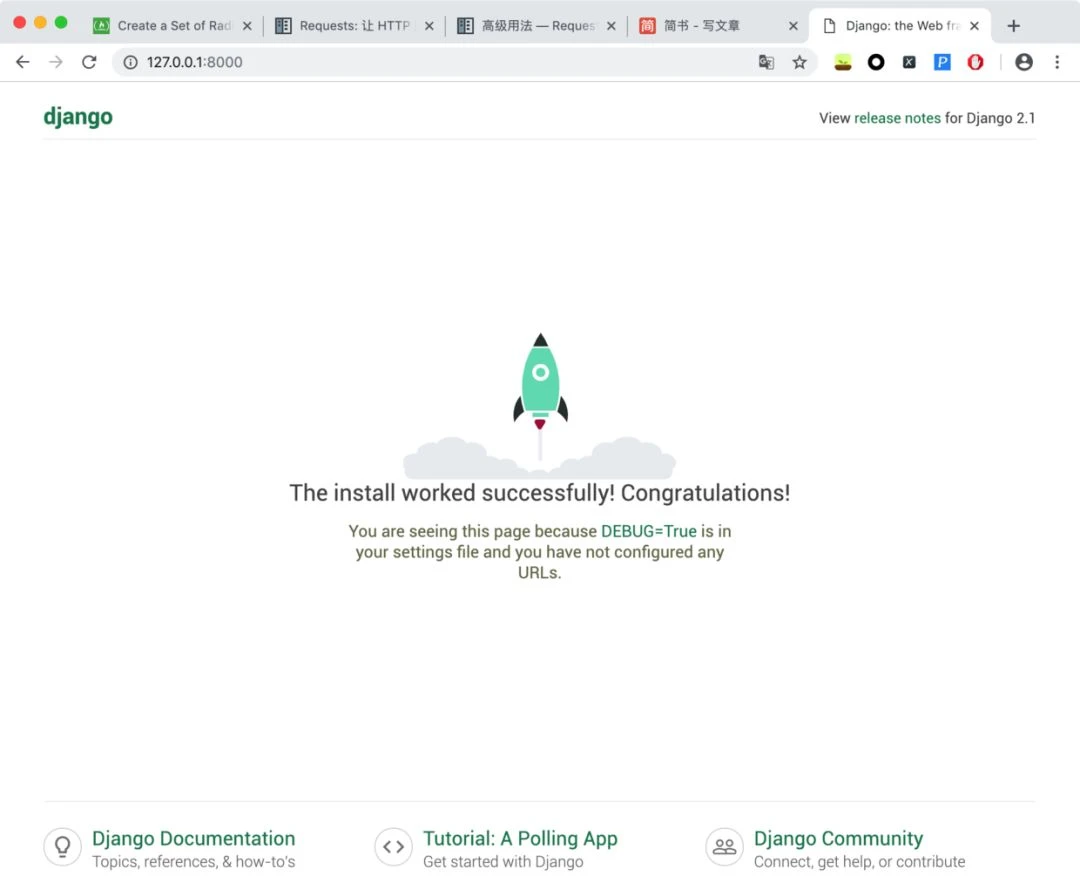 Create a Set of Rad
Requests: 让 HTTP
高级用法 — Reques
简 简书 - 写文章
Django: the Web fra
127.0.0.1:8000
django
View release notes for Django 2.1
The install worked successfully! Congratulations!
You are seeing this page because DEBUG=True is in
your settings file and you have not configured any
URLs.
Django Documentation
Topics, references, & how-to's
Tutorial: A Polling App
Get started with Django
Django Community
Connect, get help, or contribute